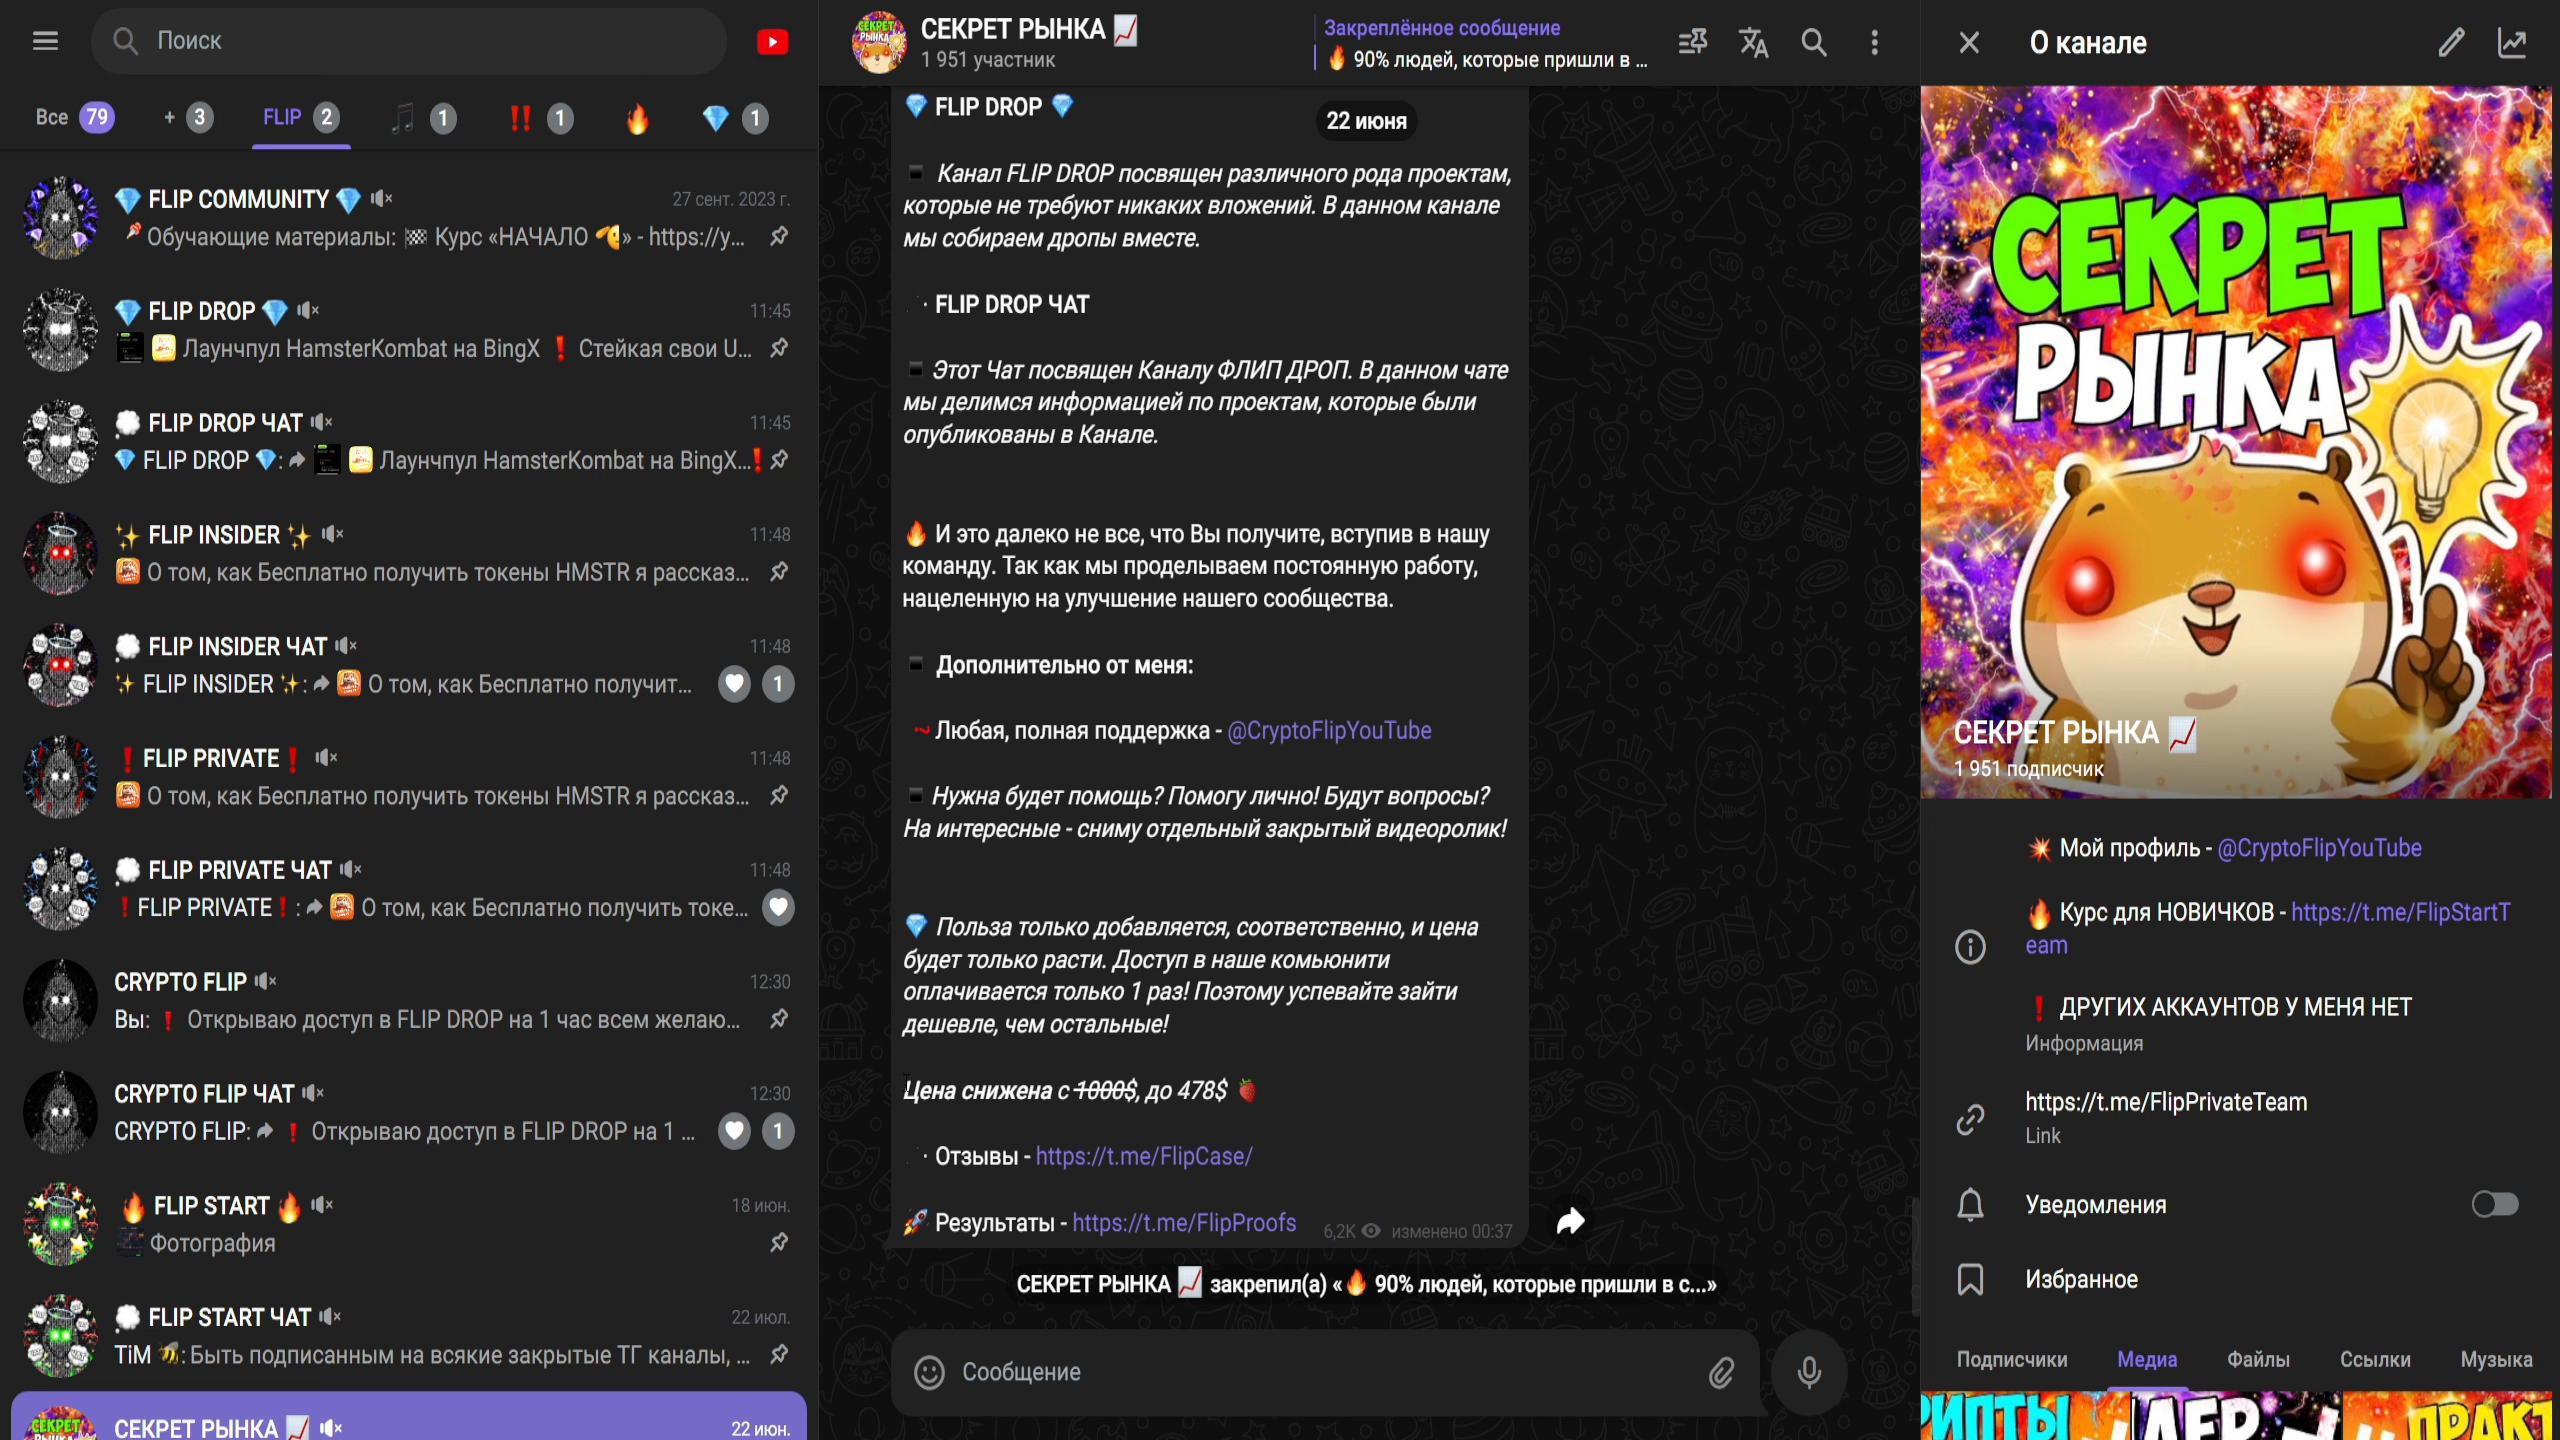 Поиск
Все 79
+ 3
FLIP 2
1
1
1
FLIP COMMUNITY
27 сент. 2023 г.
Обучающие материалы: Курс «НАЧАЛО » - https://y...
FLIP DROP
11:45
Лаунчпул HamsterKombat на BingX ❗ Стейкая свои U...
FLIP DROP ЧАТ
11:45
FLIP DROP : Лаунчпул HamsterKombat на BingX...❗
FLIP INSIDER
11:48
О том, как Бесплатно получить токены HMSTR я рассказ...
FLIP INSIDER ЧАТ
11:48
FLIP INSIDER : О том, как Бесплатно получит...
1
❗ FLIP PRIVATE ❗
11:48
О том, как Бесплатно получить токены HMSTR я рассказ...
FLIP PRIVATE ЧАТ
11:48
❗ FLIP PRIVATE ❗ : О том, как Бесплатно получить токе...
CRYPTO FLIP
12:30
Вы: ❗ Открываю доступ в FLIP DROP на 1 час всем желаю...
CRYPTO FLIP ЧАТ
12:30
CRYPTO FLIP: ❗ Открываю доступ в FLIP DROP на 1 ...
1
FLIP START
18 июн.
Фотография
FLIP START ЧАТ
22 июл.
TiM : Быть подписанным на всякие закрытые ТГ каналы, ...
СЕКРЕТ РЫНКА
22 июн.
СЕКРЕТ РЫНКА
1 951 участник
Закреплённое сообщение
90% людей, которые пришли в ...
22 июня
FLIP DROP
Канал FLIP DROP посвящен различного рода проектам,
которые не требуют никаких вложений. В данном канале
мы собираем дропы вместе.
FLIP DROP ЧАТ
Этот Чат посвящен Каналу ФЛИП ДРОП. В данном чате
мы делимся информацией по проектам, которые были
опубликованы в Канале.
И это далеко не все, что Вы получите, вступив в нашу
команду. Так как мы проделываем постоянную работу,
нацеленную на улучшение нашего сообщества.
Дополнительно от меня:
Любая, полная поддержка - @CryptoFlipYouTube
Нужна будет помощь? Помогу лично! Будут вопросы?
На интересные - сниму отдельный закрытый видеоролик!
Польза только добавляется, соответственно, и цена
будет только расти. Доступ в наше комьюнити
оплачивается только 1 раз! Поэтому успевайте зайти
дешевле, чем остальные!
Цена снижена с 1000$, до 478$
Отзывы - https://t.me/FlipCase/
Результаты - https://t.me/FlipProofs
6,2K изменено 00:37
СЕКРЕТ РЫНКА закрепил(а) «🔥 90% людей, которые пришли в с...»
Сообщение
О канале
СЕКРЕТ
РЫНКА
СЕКРЕТ РЫНКА
1 951 подписчик
Мой профиль - @CryptoFlipYouTube
Курс для НОВИЧКОВ - https://t.me/FlipStartT
eam
❗ ДРУГИХ АККАУНТОВ У МЕНЯ НЕТ
Информация
https://t.me/FlipPrivateTeam
Link
Уведомления
Избранное
Подписчики
Медиа
Файлы
Ссылки
Музыка